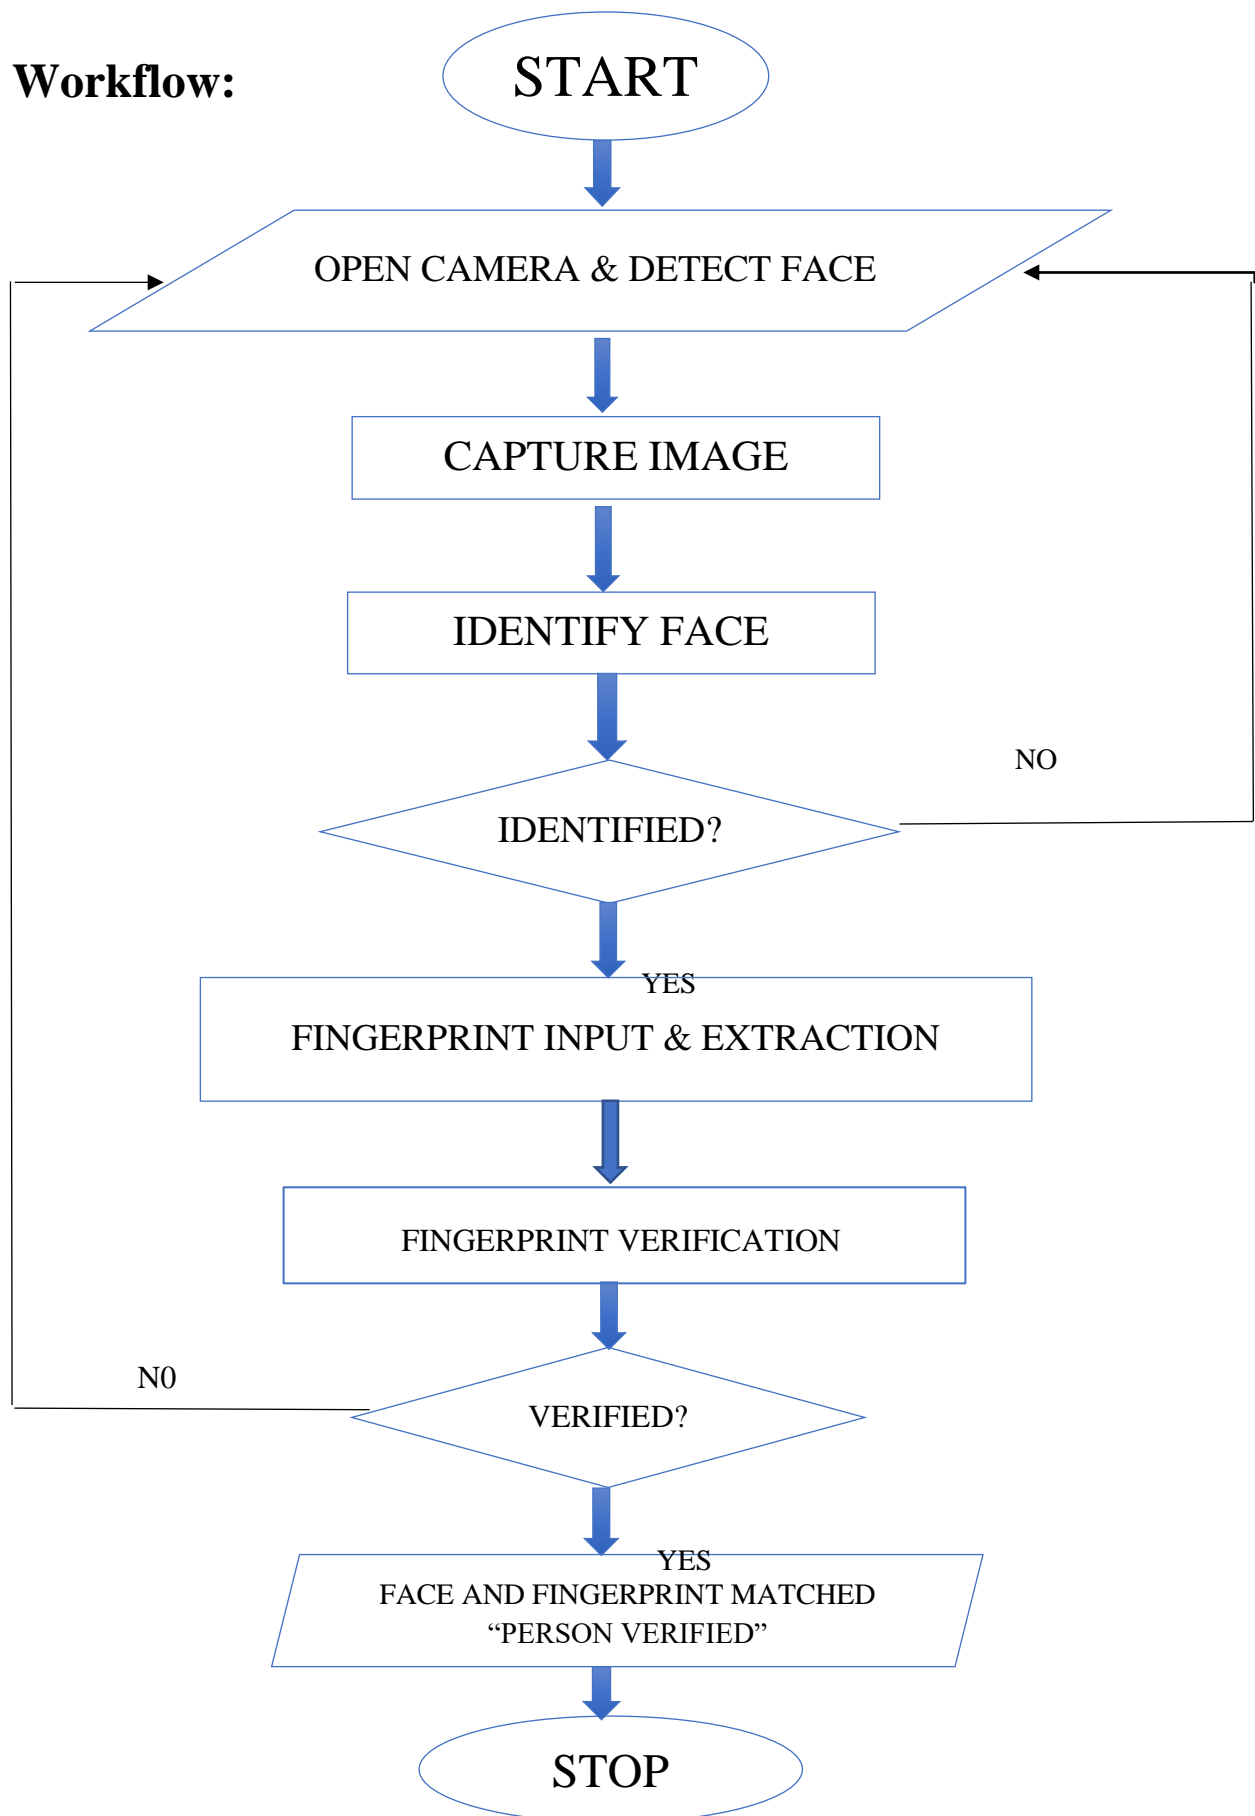 Workflow:
START
OPEN CAMERA & DETECT FACE
CAPTURE IMAGE
IDENTIFY FACE
NO
IDENTIFIED?
YES
FINGERPRINT INPUT & EXTRACTION
FINGERPRINT VERIFICATION
N0
VERIFIED?
YES
FACE AND FINGERPRINT MATCHED
“PERSON VERIFIED”
STOP